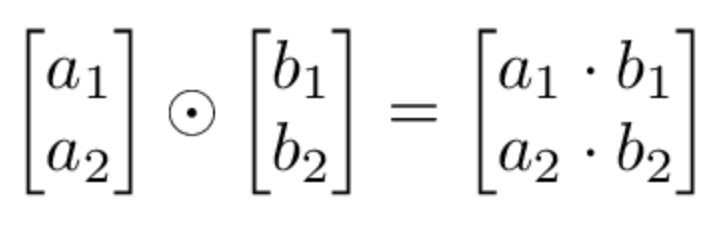 [a₁ a₂] ⊙ [b₁ b₂] = [a₁ · b₁ a₂ · b₂]